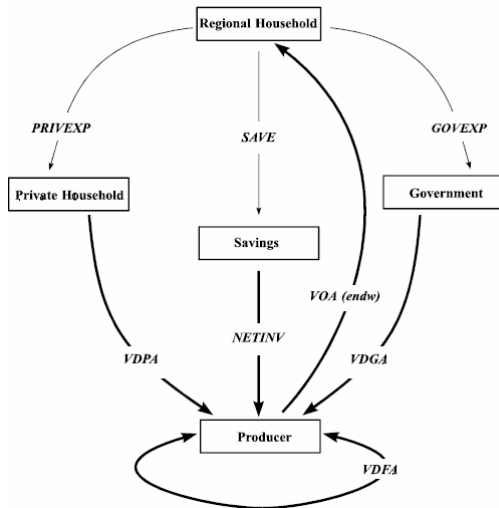 Regional Household
PRIVEXP
SAVE
GOVEXP
Private Household
Government
Savings
VOA (endw)
NETINV
VDPA
VDGA
Producer
VDFA